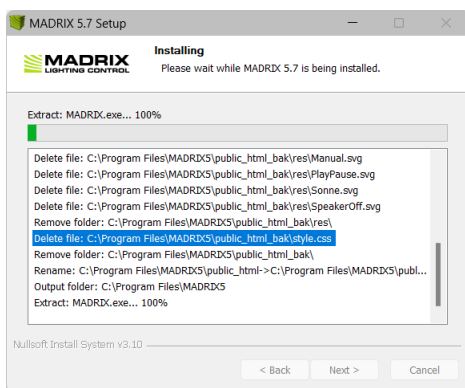 MADRIX 5.7 Setup
MADRIX
LIGHTING CONTROL
Installing
Please wait while MADRIX 5.7 is being installed.
Extract: MADRIX.exe... 100%
Delete file: C:\Program Files\MADRIX5\public_html_bak\res\Manual.svg
Delete file: C:\Program Files\MADRIX5\public_html_bak\res\PlayPause.svg
Delete file: C:\Program Files\MADRIX5\public_html_bak\res\Sonne.svg
Delete file: C:\Program Files\MADRIX5\public_html_bak\res\SpeakerOff.svg
Remove folder: C:\Program Files\MADRIX5\public_html_bak\res\
Delete file: C:\Program Files\MADRIX5\public_html_bak\style.css
Remove folder: C:\Program Files\MADRIX5\public_html_bak\
Rename: C:\Program Files\MADRIX5\public_html->C:\Program Files\MADRIX5\publ...
Output folder: C:\Program Files\MADRIX5
Extract: MADRIX.exe... 100%
Nullsoft Install System v3.10
< Back
Next >
Cancel